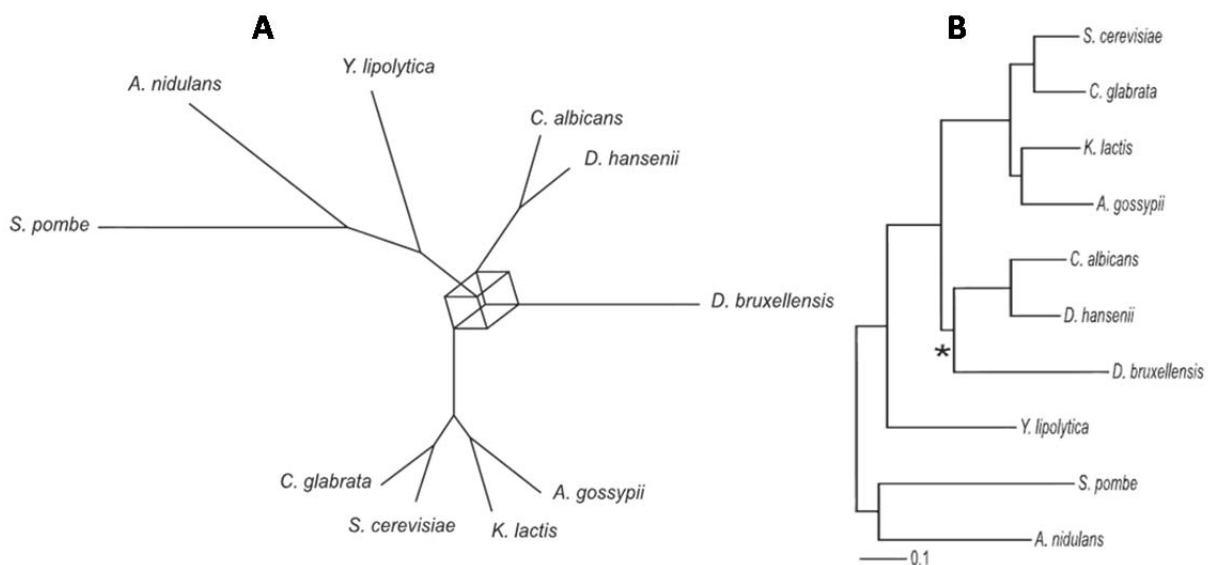 A
Y. lipolytica
A. nidulans
C. albicans
D. hansenii
S. pombe
D. bruxellensis
C. glabrata
A. gossypii
S. cerevisiae
K. lactis
B
S. cerevisiae
C. glabrata
K. lactis
A. gossypii
C. albicans
D. hansenii
*
D. bruxellensis
Y. lipolytica
S. pombe
A. nidulans
0.1